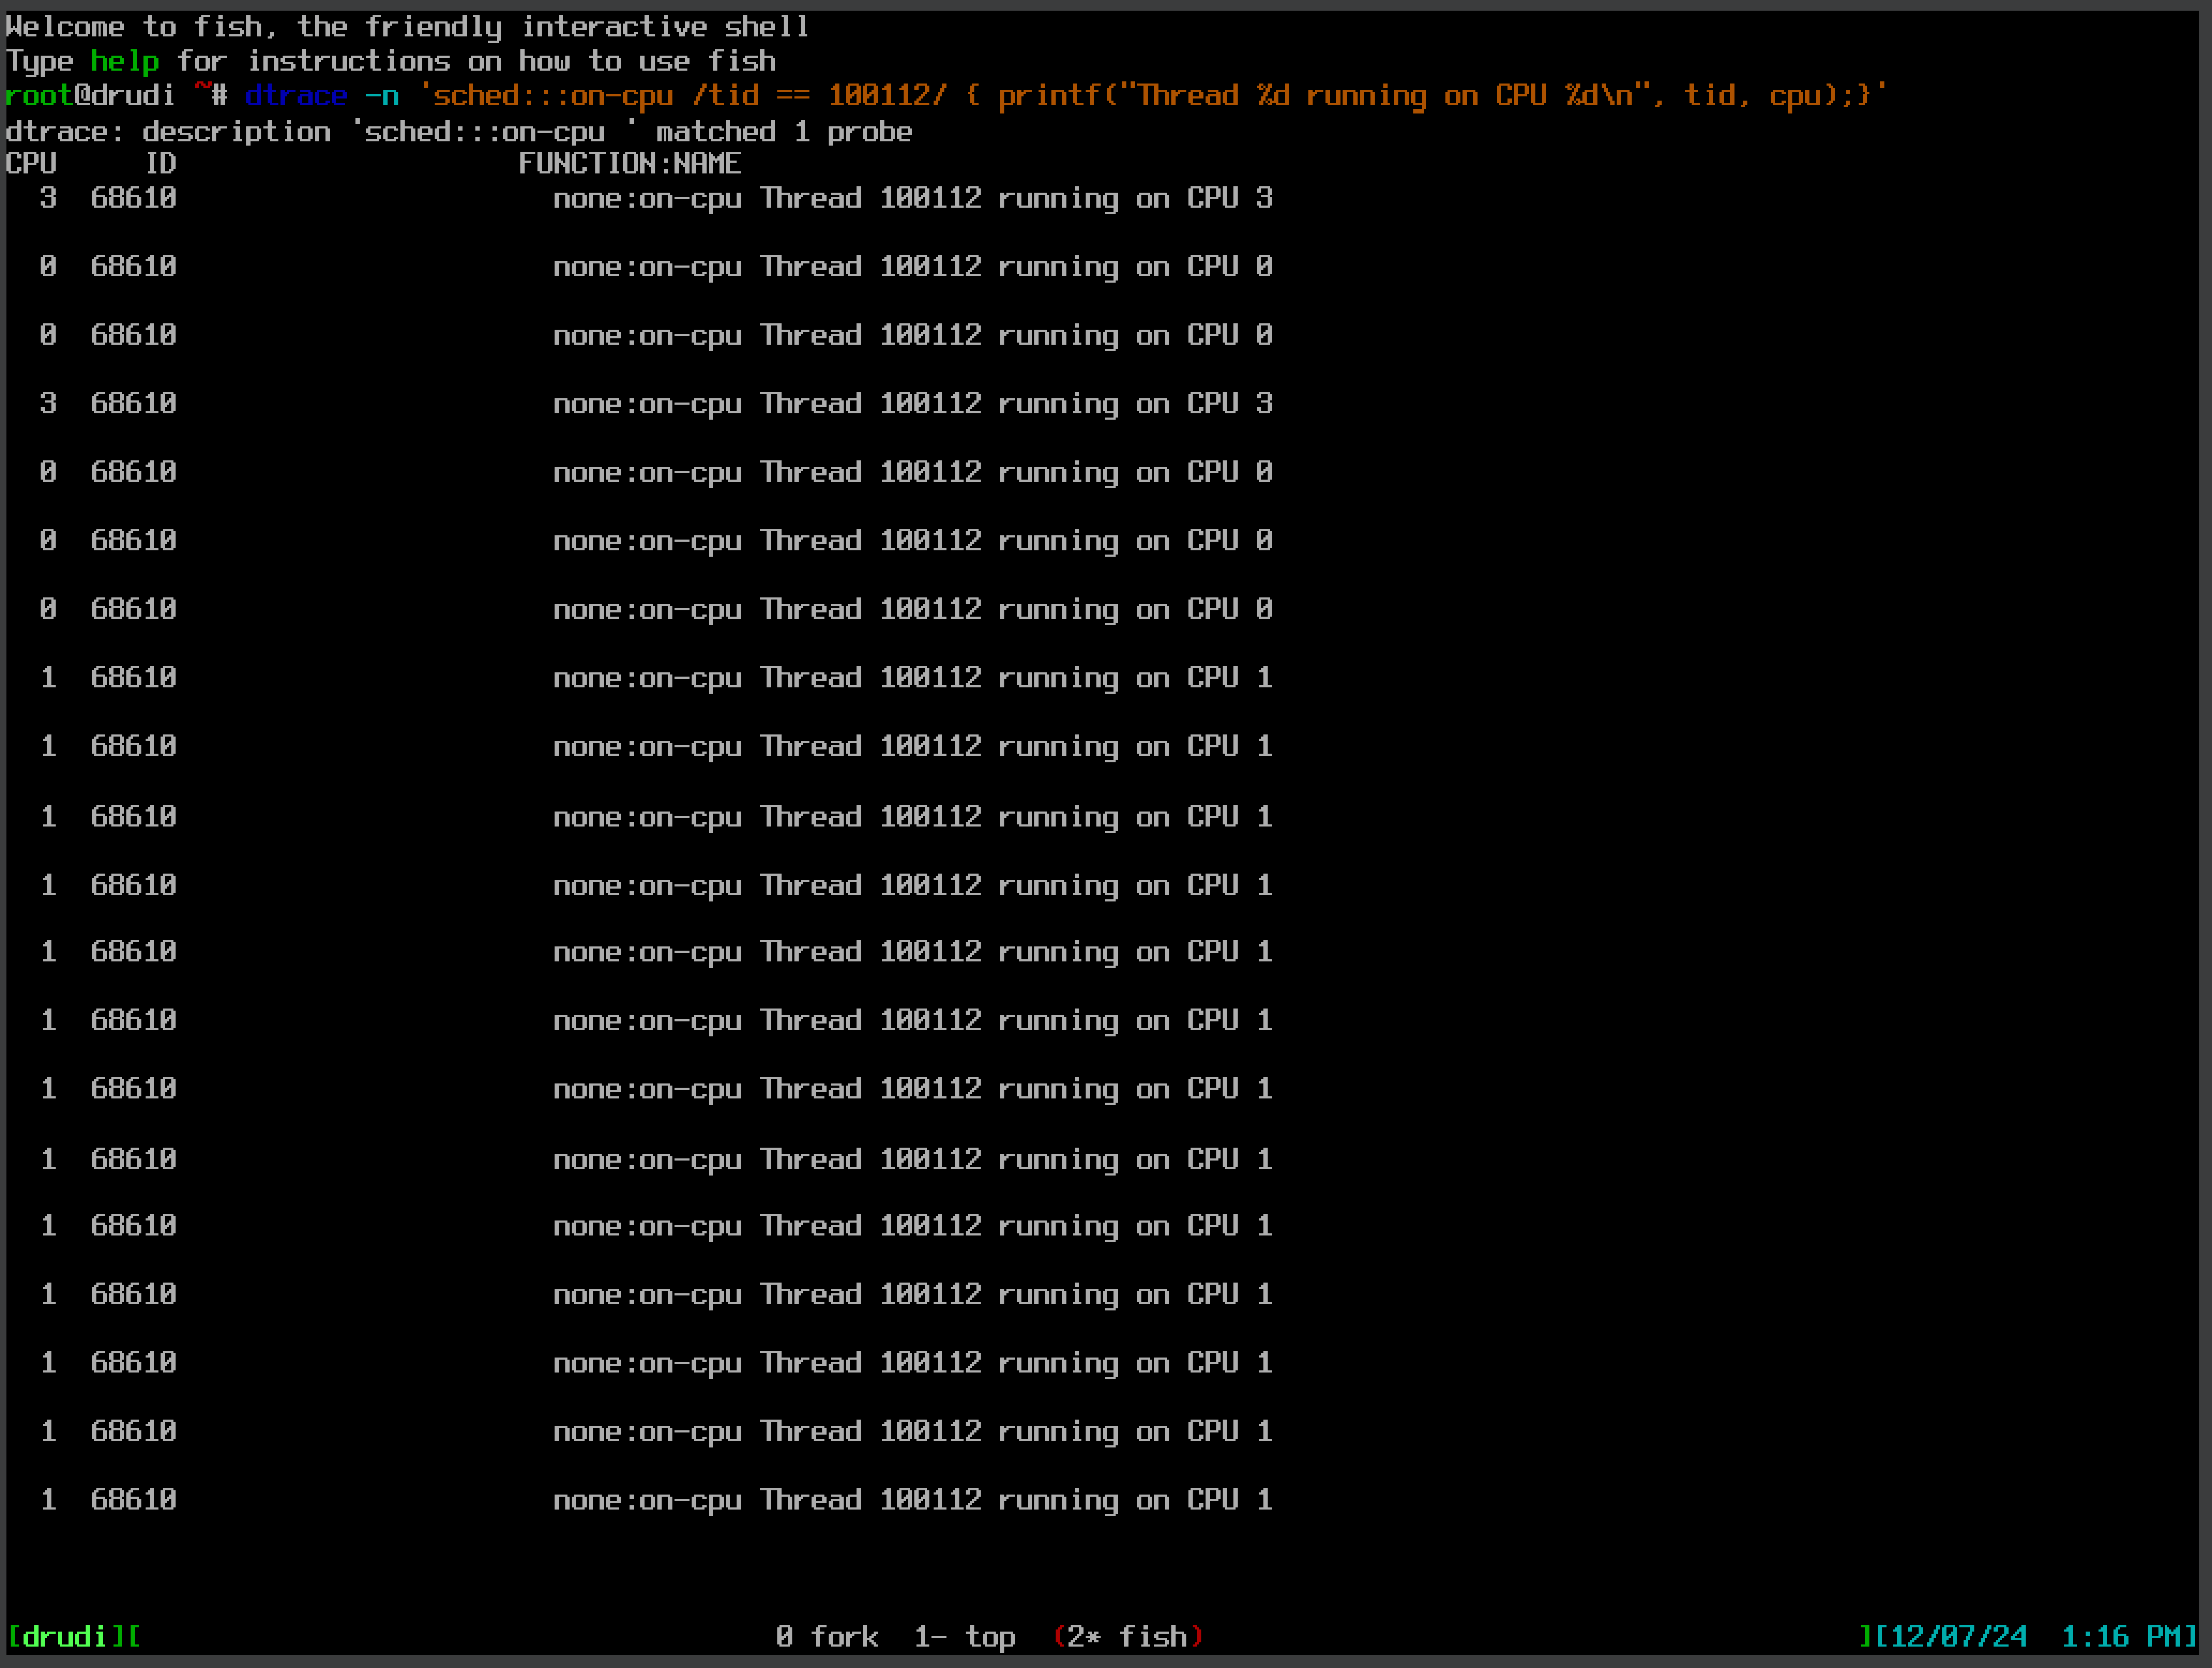 Welcome to fish, the friendly interactive shell
Type help for instructions on how to use fish
root@drudi ~# dtrace -n 'sched:::on-cpu /tid == 100112/ { printf("Thread %d running on CPU %d\n", tid, cpu);}'
dtrace: description 'sched:::on-cpu ' matched 1 probe
CPU     ID                    FUNCTION:NAME
  3  68610                      none:on-cpu Thread 100112 running on CPU 3
  0  68610                      none:on-cpu Thread 100112 running on CPU 0
  0  68610                      none:on-cpu Thread 100112 running on CPU 0
  3  68610                      none:on-cpu Thread 100112 running on CPU 3
  0  68610                      none:on-cpu Thread 100112 running on CPU 0
  0  68610                      none:on-cpu Thread 100112 running on CPU 0
  0  68610                      none:on-cpu Thread 100112 running on CPU 0
  1  68610                      none:on-cpu Thread 100112 running on CPU 1
  1  68610                      none:on-cpu Thread 100112 running on CPU 1
  1  68610                      none:on-cpu Thread 100112 running on CPU 1
  1  68610                      none:on-cpu Thread 100112 running on CPU 1
  1  68610                      none:on-cpu Thread 100112 running on CPU 1
  1  68610                      none:on-cpu Thread 100112 running on CPU 1
  1  68610                      none:on-cpu Thread 100112 running on CPU 1
  1  68610                      none:on-cpu Thread 100112 running on CPU 1
  1  68610                      none:on-cpu Thread 100112 running on CPU 1
  1  68610                      none:on-cpu Thread 100112 running on CPU 1
  1  68610                      none:on-cpu Thread 100112 running on CPU 1
  1  68610                      none:on-cpu Thread 100112 running on CPU 1
  1  68610                      none:on-cpu Thread 100112 running on CPU 1
[drudi][ 0 fork  1- top  (2* fish) ][12/07/24  1:16 PM]